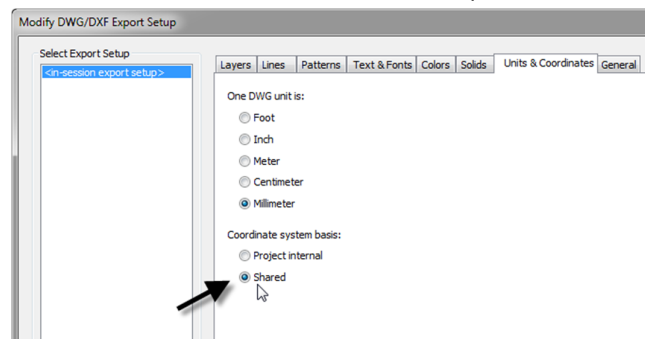 Modify DWG/DXF Export Setup
Select Export Setup
<in-session export setup>
Layers Lines Patterns Text & Fonts Colors Solids Units & Coordinates General
One DWG unit is:
Foot
Inch
Meter
Centimeter
Millimeter
Coordinate system basis:
Project internal
Shared